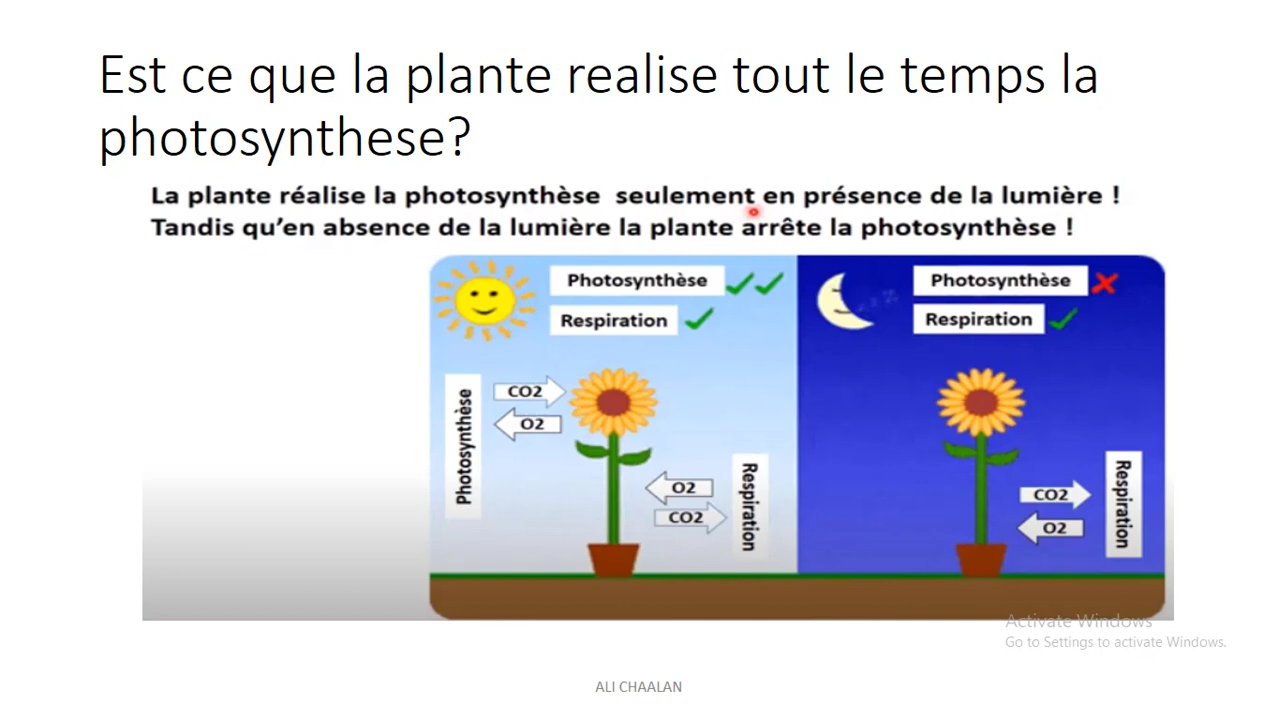 Est ce que la plante realise tout le temps la
photosynthese?
La plante réalise la photosynthèse seulement en présence de la lumière !
Tandis qu’en absence de la lumière la plante arrête la photosynthèse !
Photosynthèse
Respiration
Photosynthèse
CO2
O2
O2
CO2
Respiration
Photosynthèse
Respiration
CO2
O2
Respiration
Activate Windows
Go to Settings to activate Windows.
ALI CHAALAN